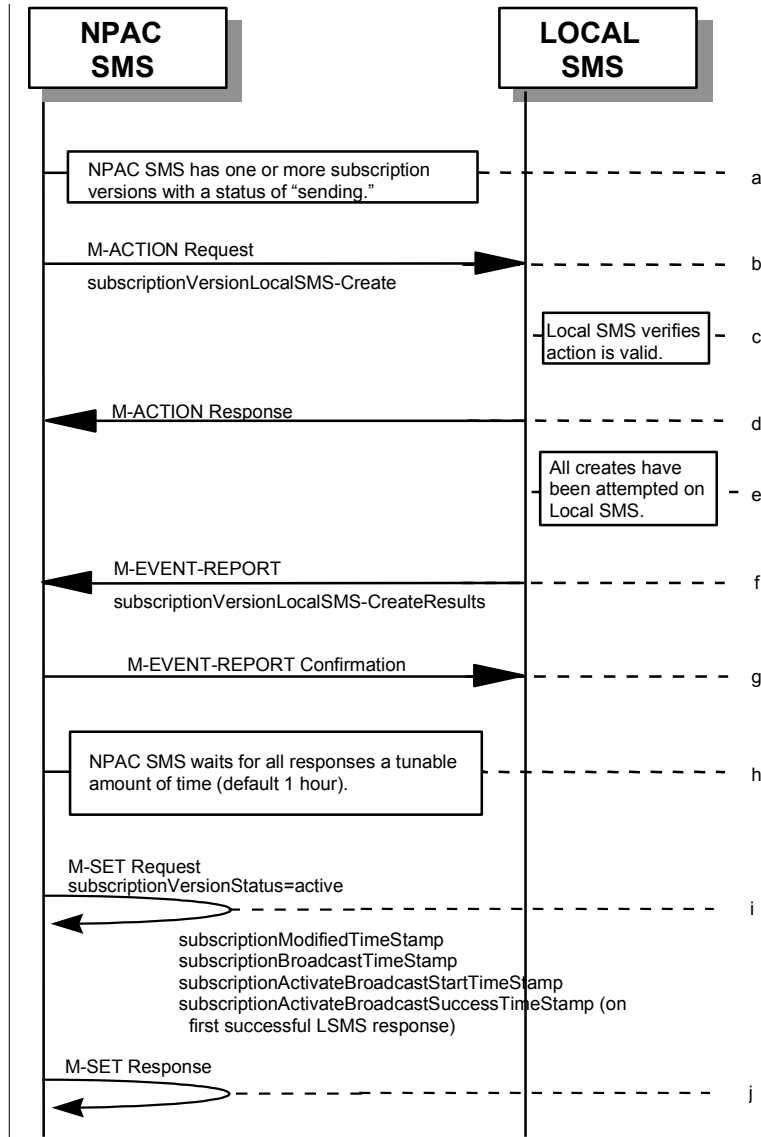 NPAC
SMS
LOCAL
SMS
NPAC SMS has one or more subscription
versions with a status of “sending.”
a
M-ACTION Request
b
subscriptionVersionLocalSMS-Create
Local SMS verifies
action is valid.
c
M-ACTION Response
d
All creates have
been attempted on
Local SMS.
e
M-EVENT-REPORT
f
subscriptionVersionLocalSMS-CreateResults
M-EVENT-REPORT Confirmation
g
NPAC SMS waits for all responses a tunable
amount of time (default 1 hour).
h
M-SET Request
subscriptionVersionStatus=active
i
subscriptionModifiedTimeStamp
subscriptionBroadcastTimeStamp
subscriptionActivateBroadcastStartTimeStamp
subscriptionActivateBroadcastSuccessTimeStamp (on
first successful LSMS response)
M-SET Response
j